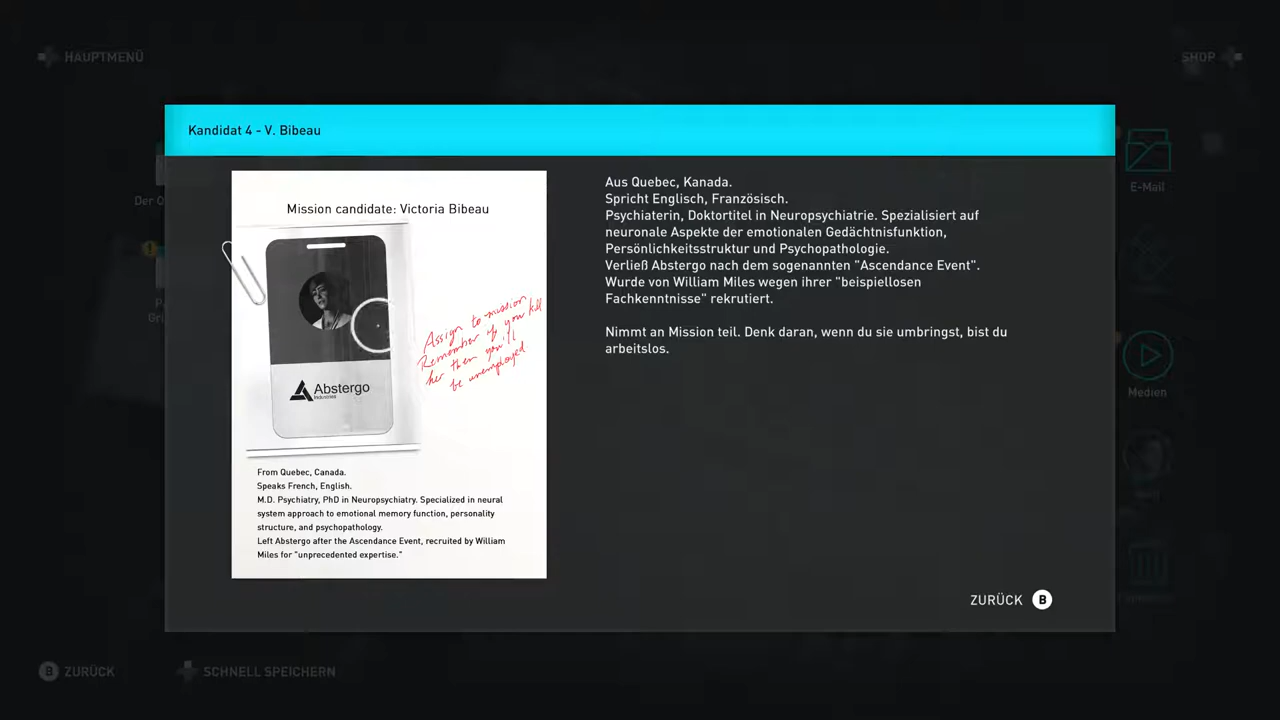 HAUPTMENÜ
SHOP
Kandidat 4 - V. Bibeau
Mission candidate: Victoria Bibeau
Assign to mission
Remember if you kill
her then you'll
be unemployed
Abstergo
Industries
From Quebec, Canada.
Speaks French, English.
M.D. Psychiatry, PhD in Neuropsychiatry. Specialized in neural
system approach to emotional memory function, personality
structure, and psychopathology.
Left Abstergo after the Ascendance Event, recruited by William
Miles for "unprecedented expertise."
Aus Quebec, Kanada.
Spricht Englisch, Französisch.
Psychiaterin, Doktortitel in Neuropsychiatrie. Spezialisiert auf
neuronale Aspekte der emotionalen Gedächtnisfunktion,
Persönlichkeitsstruktur und Psychopathologie.
Verließ Abstergo nach dem sogenannten "Ascendance Event".
Wurde von William Miles wegen ihrer "beispiellosen
Fachkenntnisse" rekrutiert.
Nimmt an Mission teil. Denk daran, wenn du sie umbringst, bist du
arbeitslos.
E-Mail
Medien
ZURÜCK B
B ZURÜCK
SCHNELL SPEICHERN